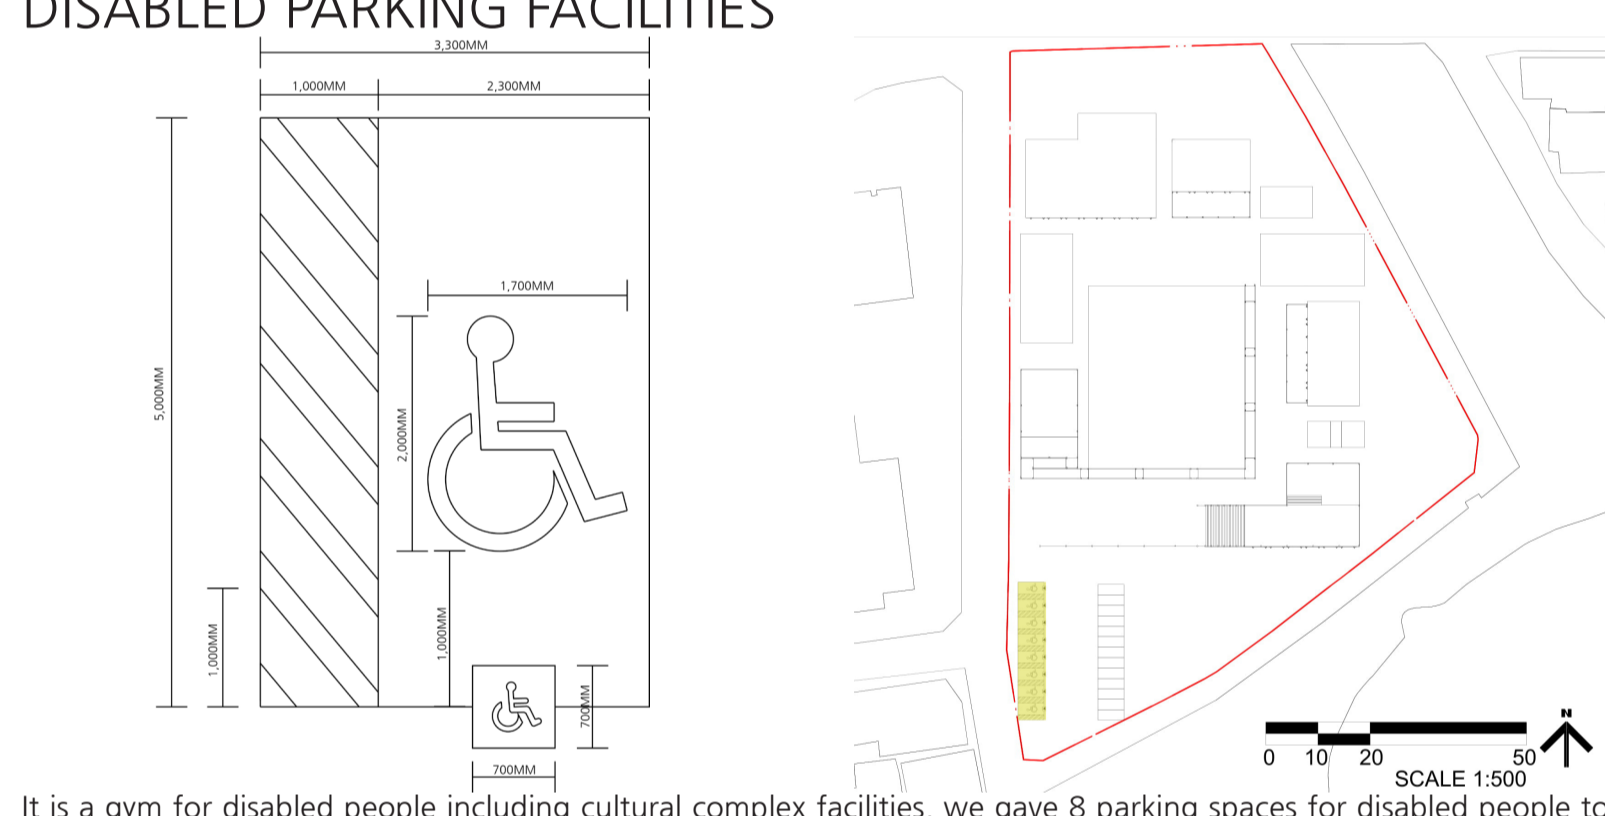 DISABLED PARKING FACILITIES
3,300MM
1,000MM
2,300MM
1,700MM
5,000MM
2,000MM
1,000MM
1,000MM
700MM
700MM
N
0 10 20 50
SCALE 1:500
It is a gym for disabled people including cultural complex facilities, we gave 8 parking spaces for disabled people to